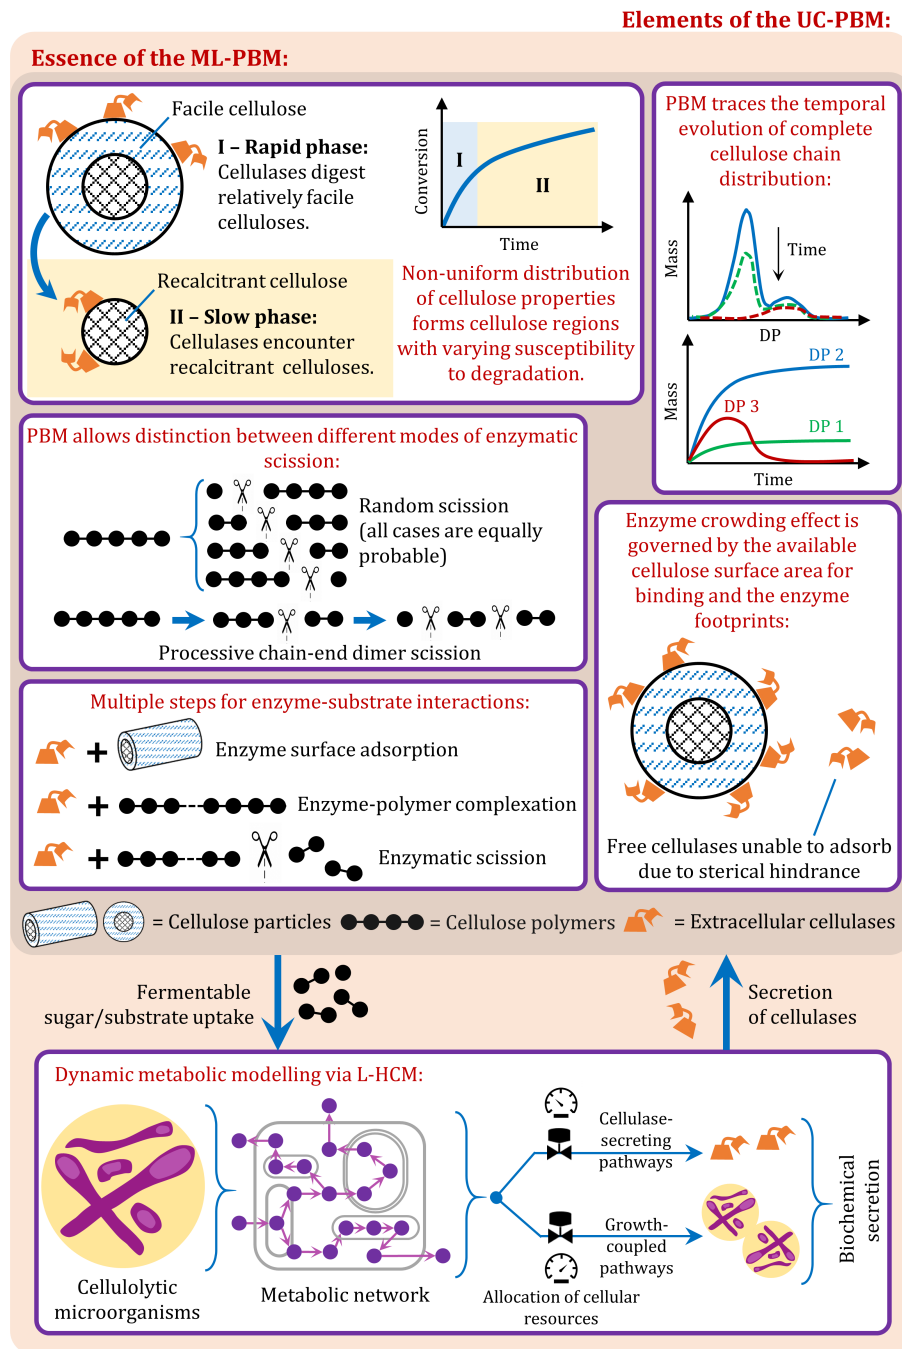 Elements of the UC-PBM:
Essence of the ML-PBM:
Facile cellulose
I – Rapid phase:
Cellulases digest
relatively facile
celluloses.
Recalcitrant cellulose
II – Slow phase:
Cellulases encounter
recalcitrant celluloses.
Conversion
I
II
Time
Non-uniform distribution
of cellulose properties
forms cellulose regions
with varying susceptibility
to degradation.
PBM traces the temporal
evolution of complete
cellulose chain
distribution:
Mass
Time
DP
Mass
DP 2
DP 3
DP 1
Time
PBM allows distinction between different modes of enzymatic
scission:
Random scission
(all cases are equally
probable)
Processive chain-end dimer scission
Enzyme crowding effect is
governed by the available
cellulose surface area for
binding and the enzyme
footprints:
Free cellulases unable to adsorb
due to sterical hindrance
Multiple steps for enzyme-substrate interactions:
+
Enzyme surface adsorption
+
Enzyme-polymer complexation
+
Enzymatic scission
= Cellulose particles
= Cellulose polymers
= Extracellular cellulases
Fermentable
sugar/substrate uptake
Secretion
of cellulases
Dynamic metabolic modelling via L-HCM:
Cellulolytic
microorganisms
Metabolic network
Cellulase-
secreting
pathways
Growth-
coupled
pathways
Allocation of cellular
resources
Biochemical
secretion